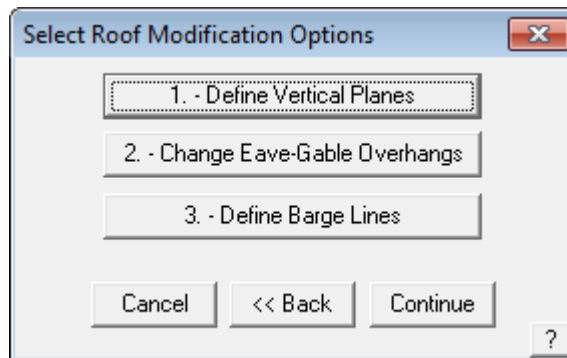 Select Roof Modification Options
1. - Define Vertical Planes
2. - Change Eave-Gable Overhangs
3. - Define Barge Lines
Cancel << Back Continue
?